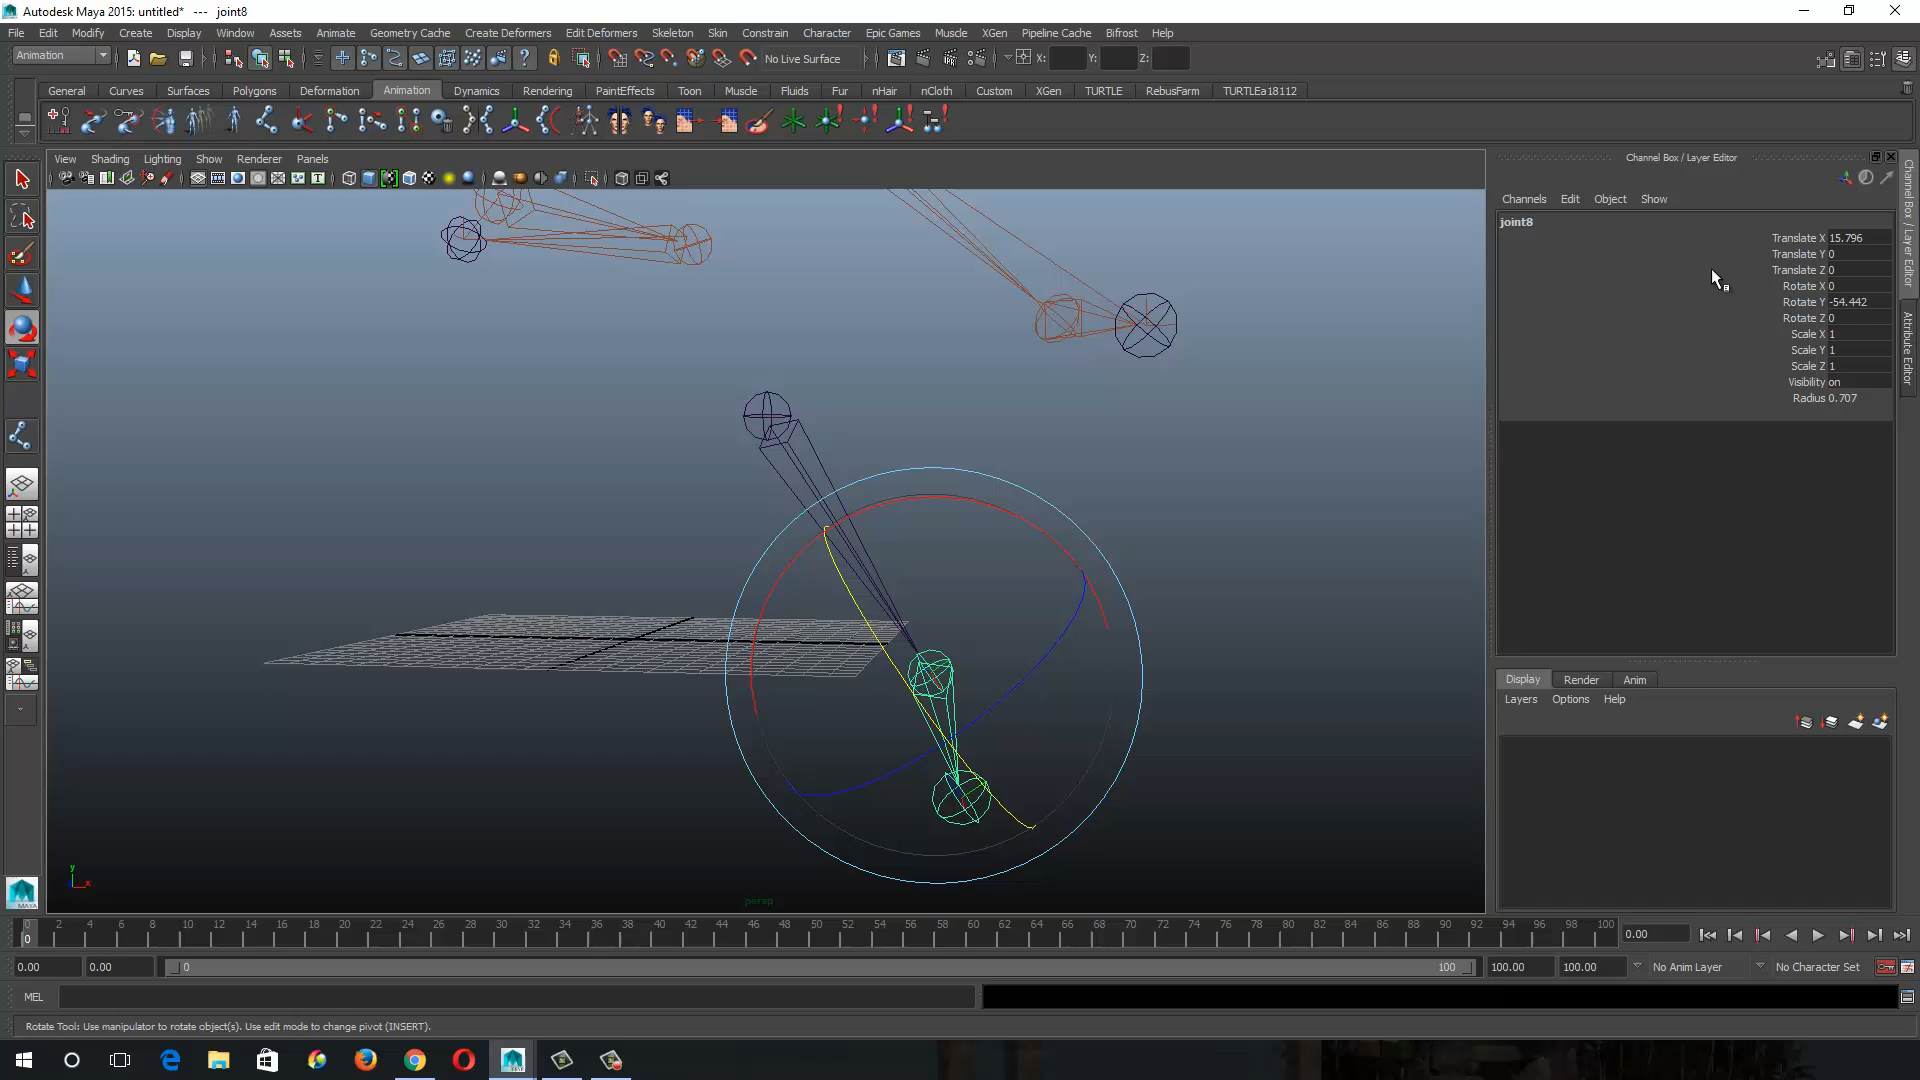 Autodesk Maya 2015: untitled* --- joint8
File Edit Modify Create Display Window Assets Animate Geometry Cache Create Deformers Edit Deformers Skeleton Skin Constrain Character Epic Games Muscle XGen Pipeline Cache Bifrost Help
Animation No Live Surface X: Y: Z:
General Curves Surfaces Polygons Deformation Animation Dynamics Rendering PaintEffects Toon Muscle Fluids Fur nHair nCloth Custom XGen TURTLE RebusFarm TURTLEa18112
View Shading Lighting Show Renderer Panels
Channel Box / Layer Editor
Channels Edit Object Show
joint8
Translate X 15.796
Translate Y 0
Translate Z 0
Rotate X 0
Rotate Y -54.442
Rotate Z 0
Scale X 1
Scale Y 1
Scale Z 1
Visibility on
Radius 0.707
Channel Box / Layer Editor
Attribute Editor
Display Render Anim
Layers Options Help
y
x
persp
MAYA
0 2 4 6 8 10 12 14 16 18 20 22 24 26 28 30 32 34 36 38 40 42 44 46 48 50 52 54 56 58 60 62 64 66 68 70 72 74 76 78 80 82 84 86 88 90 92 94 96 98 100
0 0.00
0.00 0.00 0 100 100.00 100.00 No Anim Layer No Character Set
MEL
Rotate Tool: Use manipulator to rotate object(s). Use edit mode to change pivot (INSERT).